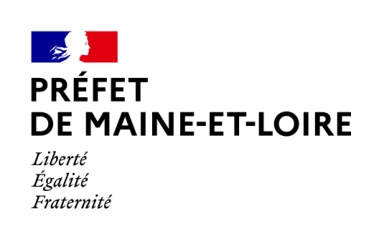 PRÉFET
DE MAINE-ET-LOIRE
Liberté
Égalité
Fraternité